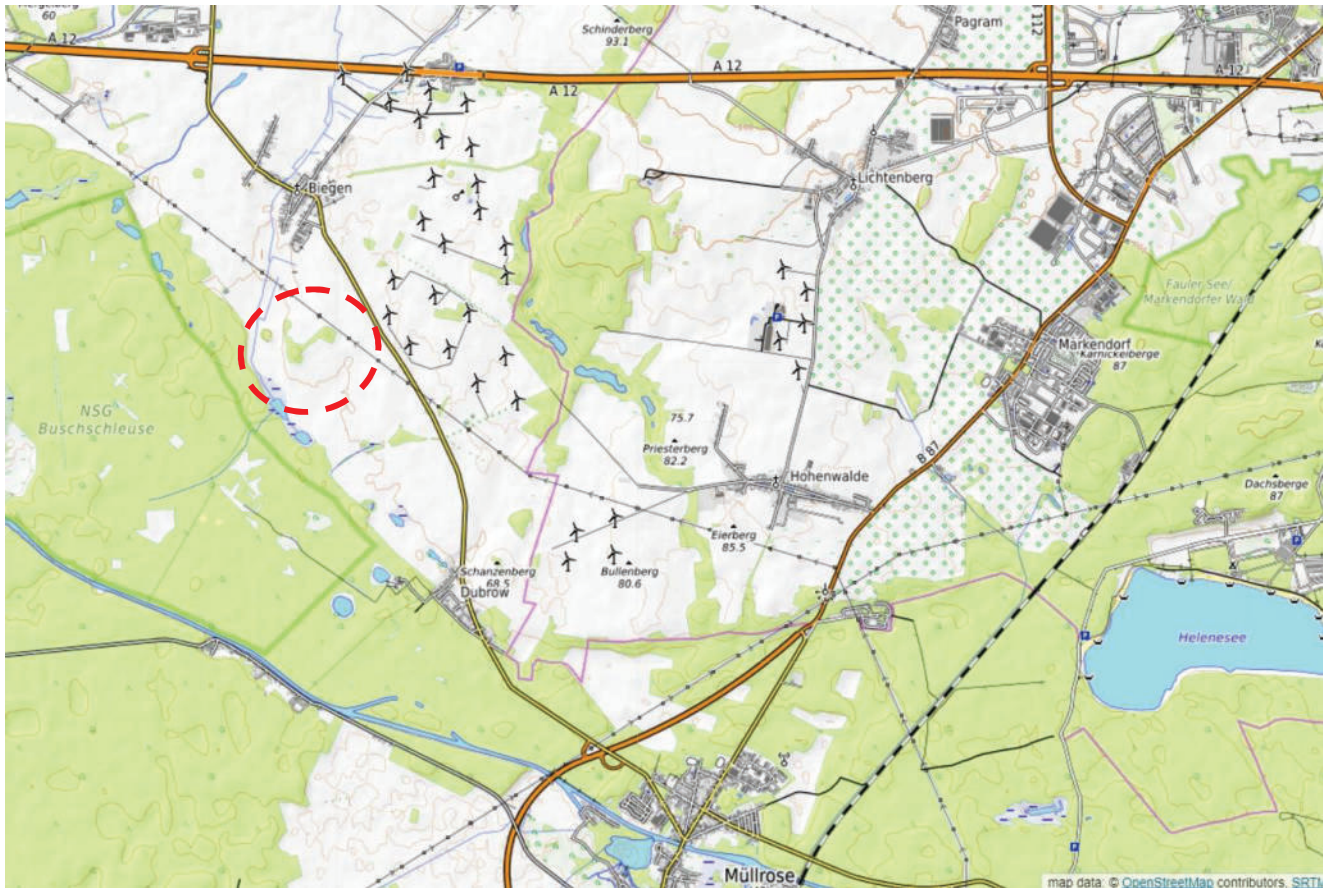 60
A 12
Schinderberg
93.1
Pagram
112
A 12
A 12
A 12
Biegen
Lichtenberg
Fauler See/
Markendorfer Wald
Markendorf
Karnickelberge
87
NSG
Buschschleuse
75.7
Priesterberg
82.2
B 87
Hohenwalde
Dachsberge
87
Eierberg
85.5
Schanzenberg
68.5
Bullenberg
80.6
Dubrow
Helenesee
Müllrose
map data: © OpenStreetMap contributors, SRTM